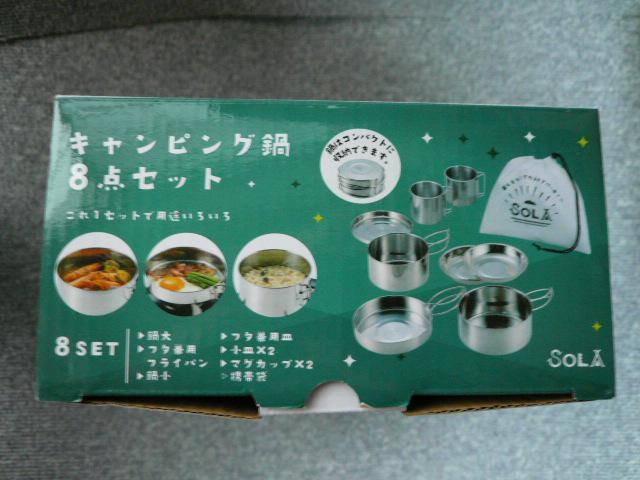 キャンピング鍋
8点セット
これ1セットで用途いろいろ
鍋はコンパクトに
収納できます。
SOLA
8SET
▶鍋大
▶フタ兼用
フライパン
▶鍋小
▶フタ兼用皿
▶小皿×2
▶マグカップ×2
▷携帯袋
SOLA